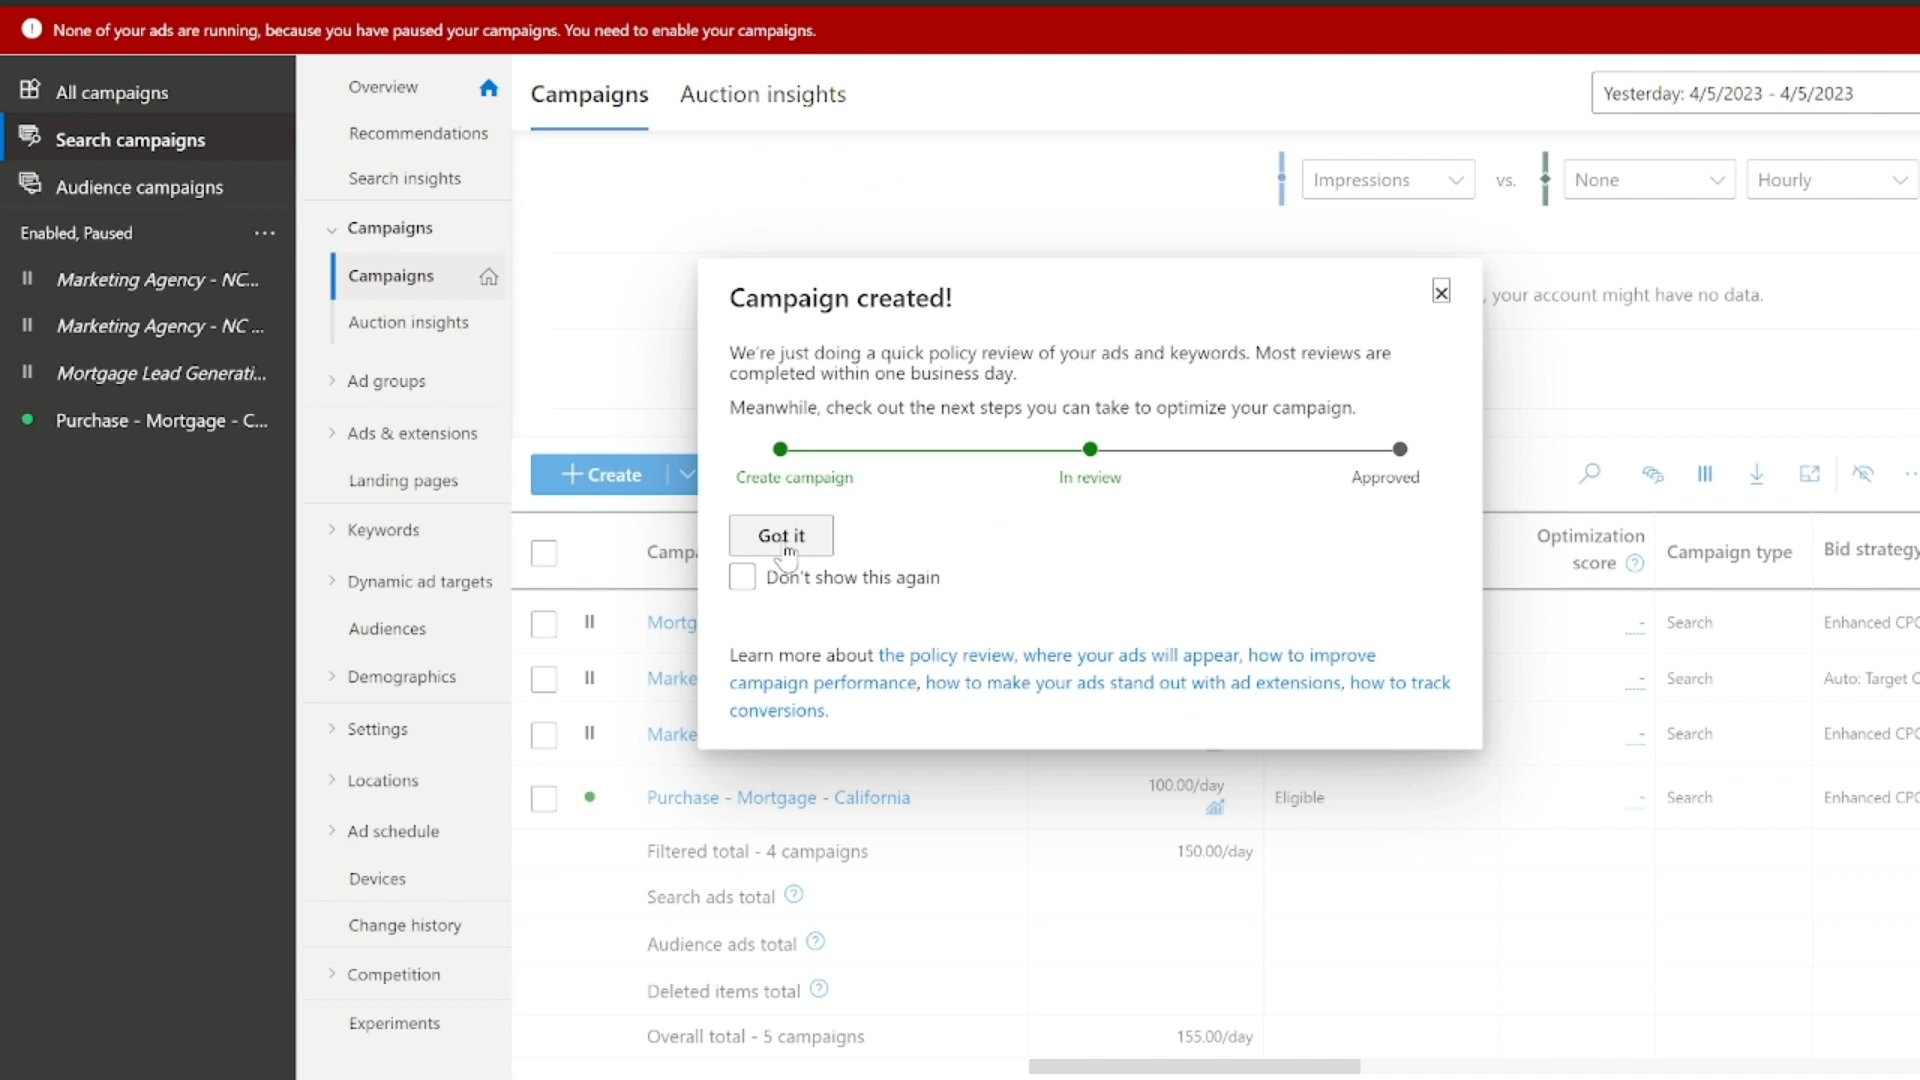 None of your ads are running, because you have paused your campaigns. You need to enable your campaigns.
All campaigns
Search campaigns
Audience campaigns
Enabled, Paused
Marketing Agency - NC...
Marketing Agency - NC ...
Mortgage Lead Generati...
Purchase - Mortgage - C...
Overview
Recommendations
Search insights
Campaigns
Campaigns
Auction insights
Ad groups
Ads & extensions
Landing pages
Keywords
Dynamic ad targets
Audiences
Demographics
Settings
Locations
Ad schedule
Devices
Change history
Competition
Experiments
Campaigns Auction insights
Yesterday: 4/5/2023 - 4/5/2023
Impressions vs. None Hourly
, your account might have no data.
Campaign created!
We're just doing a quick policy review of your ads and keywords. Most reviews are
completed within one business day.
Meanwhile, check out the next steps you can take to optimize your campaign.
Create campaign In review Approved
Got it
Don't show this again
Learn more about the policy review, where your ads will appear, how to improve
campaign performance, how to make your ads stand out with ad extensions, how to track
conversions.
+ Create
Campa
Optimization
score
Campaign type
Bid strategy
Mortg - Search Enhanced CPC
Marke - Search Auto: Target C
Marke - Search Enhanced CPC
Purchase - Mortgage - California 100.00/day Eligible - Search Enhanced CPC
Filtered total - 4 campaigns 150.00/day
Search ads total
Audience ads total
Deleted items total
Overall total - 5 campaigns 155.00/day